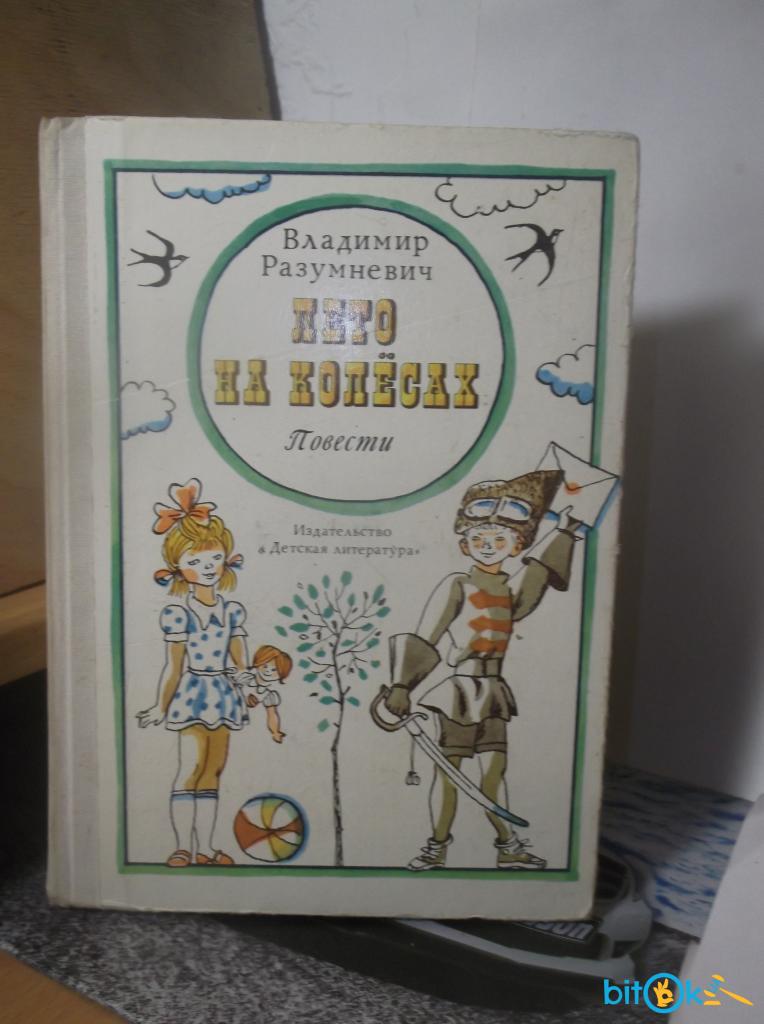 Владимир
Разумневич
ЛЕТО
НА КОЛЁСАХ
Повести
Издательство
«Детская литература»
bitOk